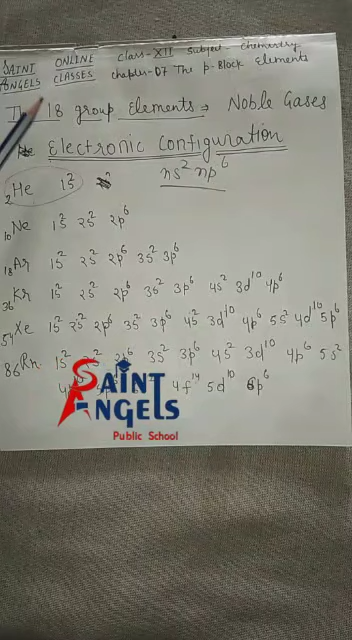 SAINT ONLINE Class-XII Subject- Chemistry
ANGELS CLASSES chapter-07 The p-Block Elements
The 18 group Elements → Noble Gases
Electronic Configuration
ns² np⁶
₂He 1s²
₁₀Ne 1s² 2s² 2p⁶
₁₈Ar 1s² 2s² 2p⁶ 3s² 3p⁶
₃₆Kr 1s² 2s² 2p⁶ 3s² 3p⁶ 4s² 3d¹⁰ 4p⁶
₅₄Xe 1s² 2s² 2p⁶ 3s² 3p⁶ 4s² 3d¹⁰ 4p⁶ 5s² 4d¹⁰ 5p⁶
₈₆Rn 1s² 2s² 2p⁶ 3s² 3p⁶ 4s² 3d¹⁰ 4p⁶ 5s²
4f¹⁴ 5d¹⁰ 6p⁶
SAINT
ANGELS
Public School